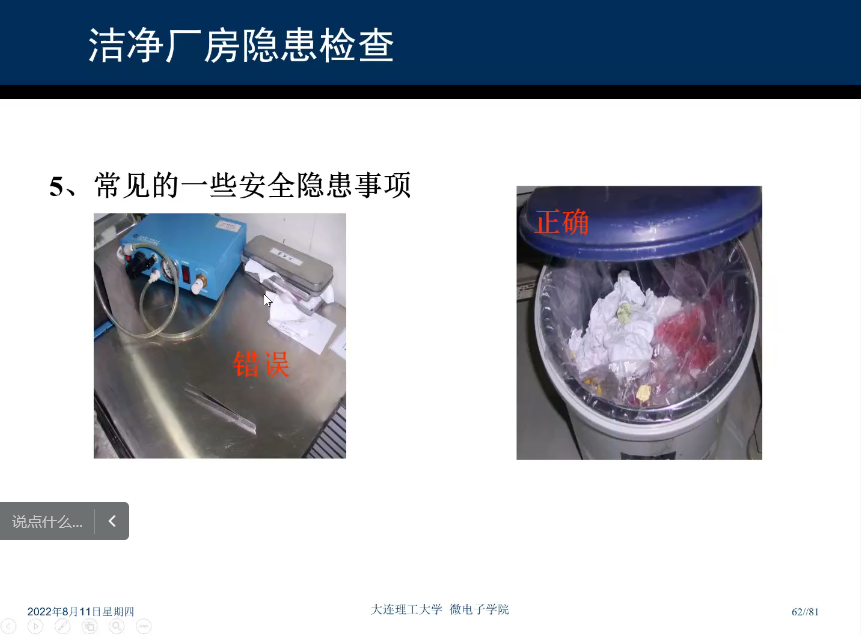 洁净厂房隐患检查
5、常见的一些安全隐患事项
正确
错误
说点什么...
2022年8月11日星期四
大连理工大学 微电子学院
62//81